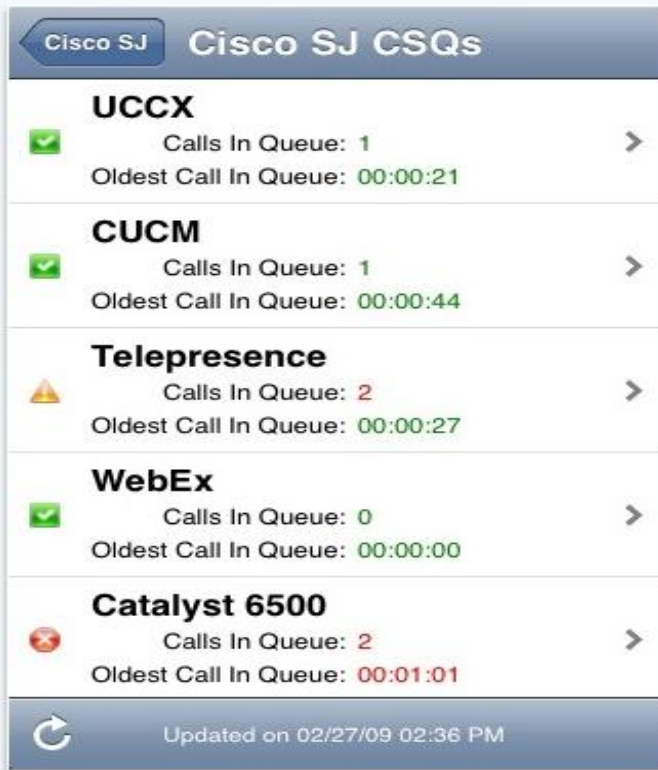 Cisco SJ
Cisco SJ CSQs
UCCX
Calls In Queue: 1
Oldest Call In Queue: 00:00:21
CUCM
Calls In Queue: 1
Oldest Call In Queue: 00:00:44
Telepresence
Calls In Queue: 2
Oldest Call In Queue: 00:00:27
WebEx
Calls In Queue: 0
Oldest Call In Queue: 00:00:00
Catalyst 6500
Calls In Queue: 2
Oldest Call In Queue: 00:01:01
Updated on 02/27/09 02:36 PM